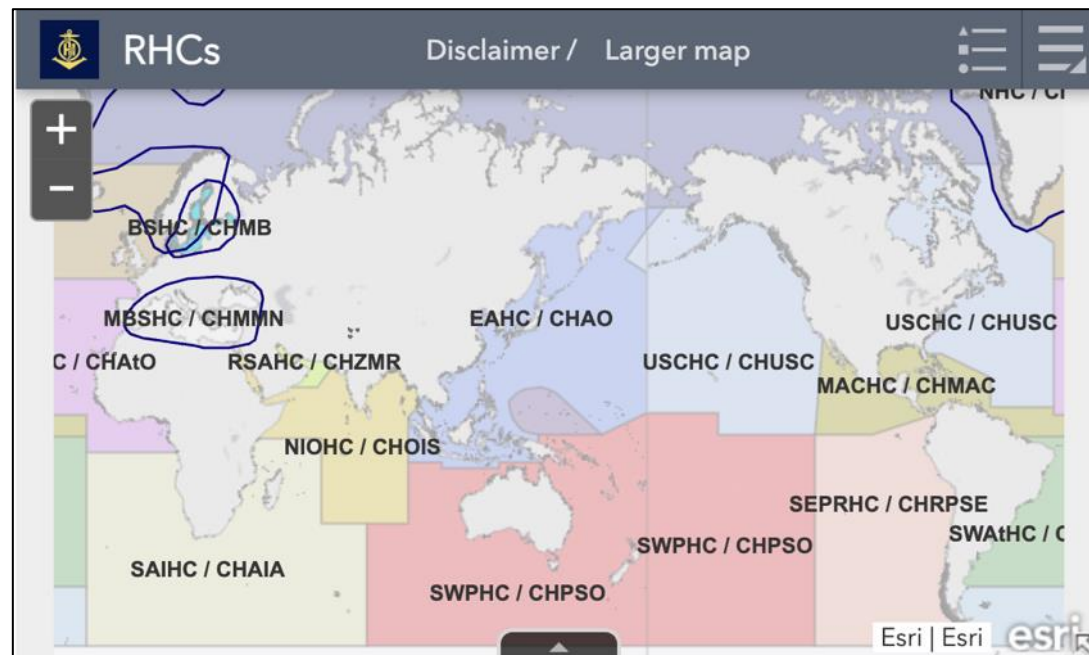 RHCs Disclaimer / Larger map
NHC / CI
+
−
BSHC / CHMB
MBSHC / CHMMN
EAHC / CHAO
USCHC / CHUSC
C / CHAtO
RSAHC / CHZMR
USCHC / CHUSC
MACHC / CHMAC
NIOHC / CHOIS
SEPRHC / CHRPSE
SWAtHC / C
SWPHC / CHPSO
SAIHC / CHAIA
SWPHC / CHPSO
Esri | Esri esri